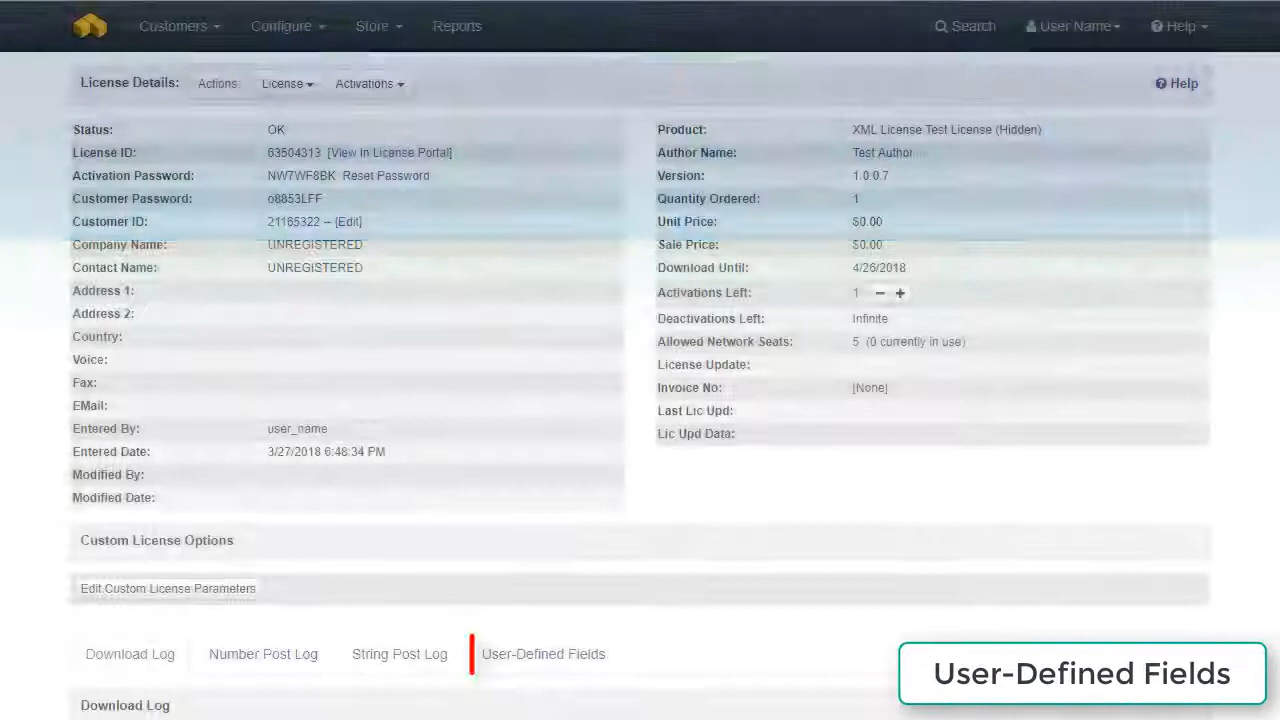 Customers Configure Store Reports Search User Name Help
License Details: Actions License Activations Help
Status: OK
License ID: 63504313 [View In License Portal]
Activation Password: NW7WF8BK Reset Password
Customer Password: o8853LFF
Customer ID: 21165322 -- [Edit]
Company Name: UNREGISTERED
Contact Name: UNREGISTERED
Address 1:
Address 2:
Country:
Voice:
Fax:
EMail:
Entered By: user_name
Entered Date: 3/27/2018 6:48:34 PM
Modified By:
Modified Date:
Product: XML License Test License (Hidden)
Author Name: Test Author
Version: 1.0.0.7
Quantity Ordered: 1
Unit Price: $0.00
Sale Price: $0.00
Download Until: 4/26/2018
Activations Left: 1 − +
Deactivations Left: Infinite
Allowed Network Seats: 5 (0 currently in use)
License Update:
Invoice No: [None]
Last Lic Upd:
Lic Upd Data:
Custom License Options
Edit Custom License Parameters
Download Log Number Post Log String Post Log User-Defined Fields
User-Defined Fields
Download Log